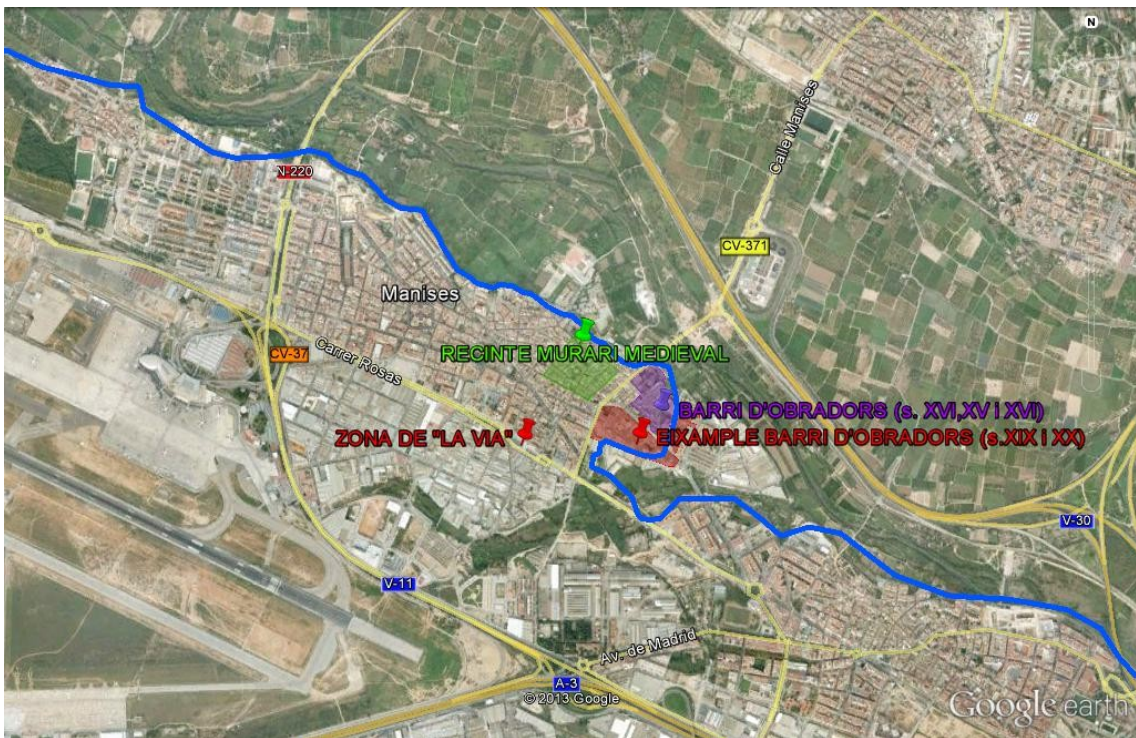 N
Calle Manises
N-220
CV-371
Manises
RECINTE MURARI MEDIEVAL
CV-37
Carrer Rosas
BARRI D'OBRADORS (s. XVI,XV i XVI)
ZONA DE "LA VIA"
EIXAMPLE BARRI D'OBRADORS (s.XIX i XX)
V-30
V-11
Av. de Madrid
A-3
© 2013 Google
Google earth